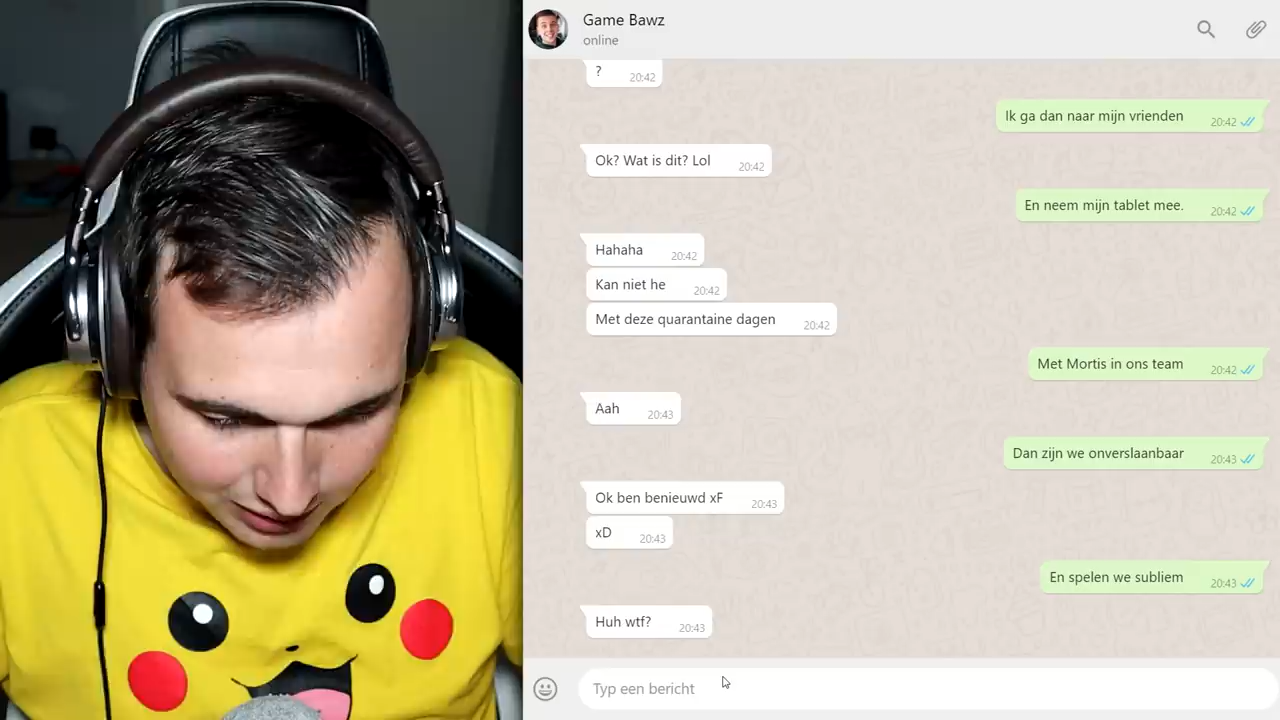 Game Bawz
online
? 20:42
Ik ga dan naar mijn vrienden 20:42
Ok? Wat is dit? Lol 20:42
En neem mijn tablet mee. 20:42
Hahaha 20:42
Kan niet he 20:42
Met deze quarantaine dagen 20:42
Met Mortis in ons team 20:42
Aah 20:43
Dan zijn we onverslaanbaar 20:43
Ok ben benieuwd xF 20:43
xD 20:43
En spelen we subliem 20:43
Huh wtf? 20:43
Typ een bericht